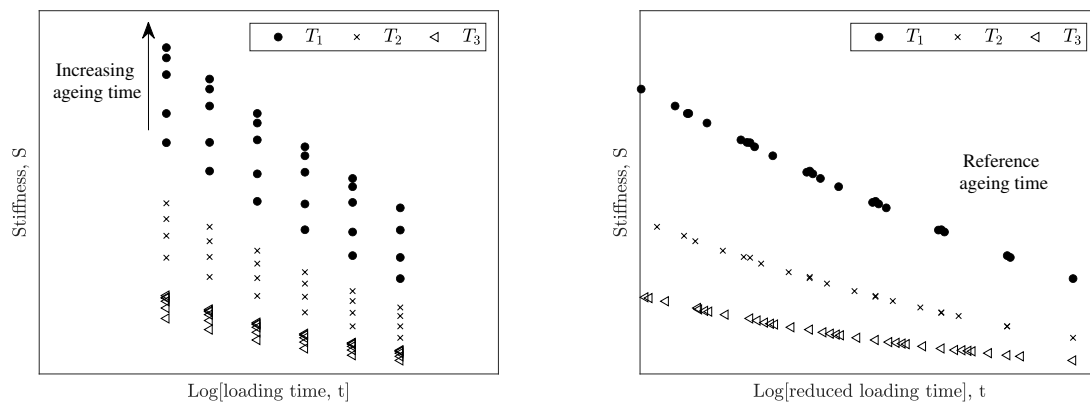 T₁ T₂ T₃
Increasing
ageing time
Stiffness, S
Log[loading time, t]
T₁ T₂ T₃
Reference
ageing time
Stiffness, S
Log[reduced loading time], t